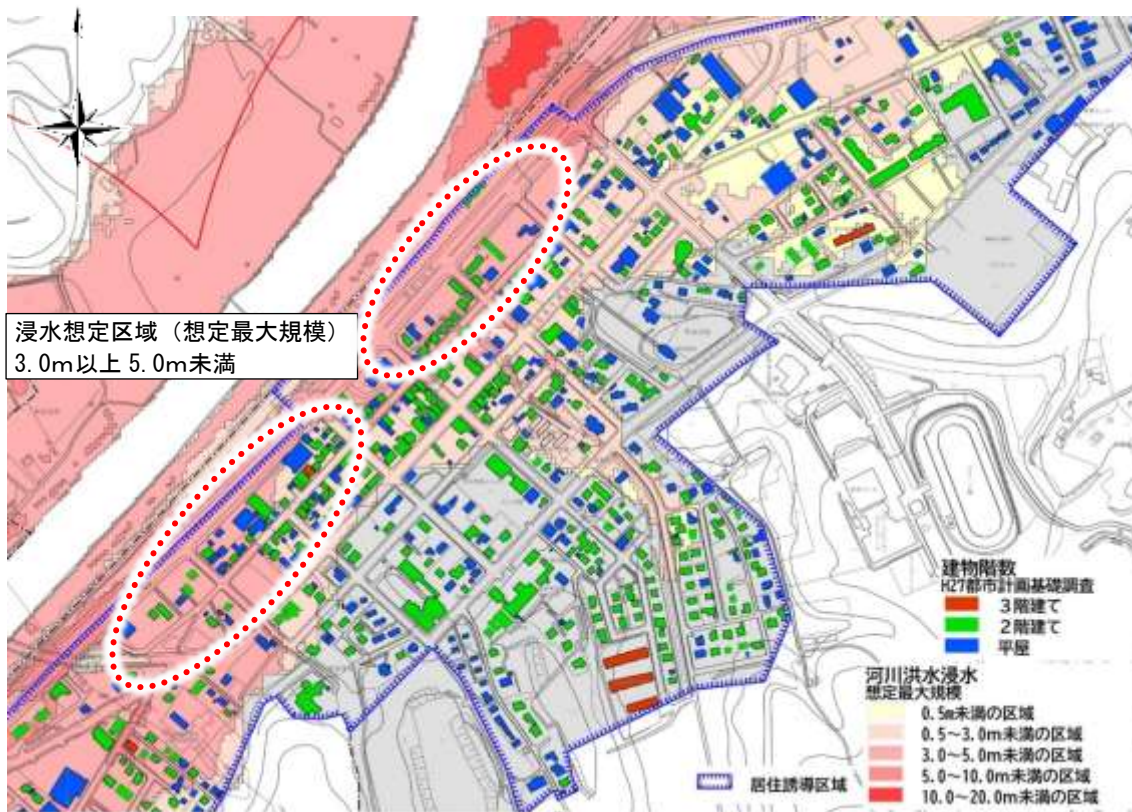 浸水想定区域（想定最大規模）
3.0m以上 5.0m未満
建物階数
H27都市計画基礎調査
3階建て
2階建て
平屋
河川洪水浸水
想定最大規模
0.5m未満の区域
0.5～3.0m未満の区域
3.0～5.0m未満の区域
5.0～10.0m未満の区域
10.0～20.0m未満の区域
居住誘導区域